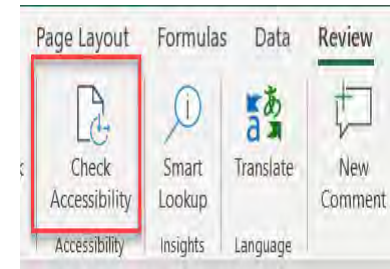 Page Layout Formulas Data Review
Check Accessibility
Smart Lookup
Translate
New Comment
Accessibility Insights Language